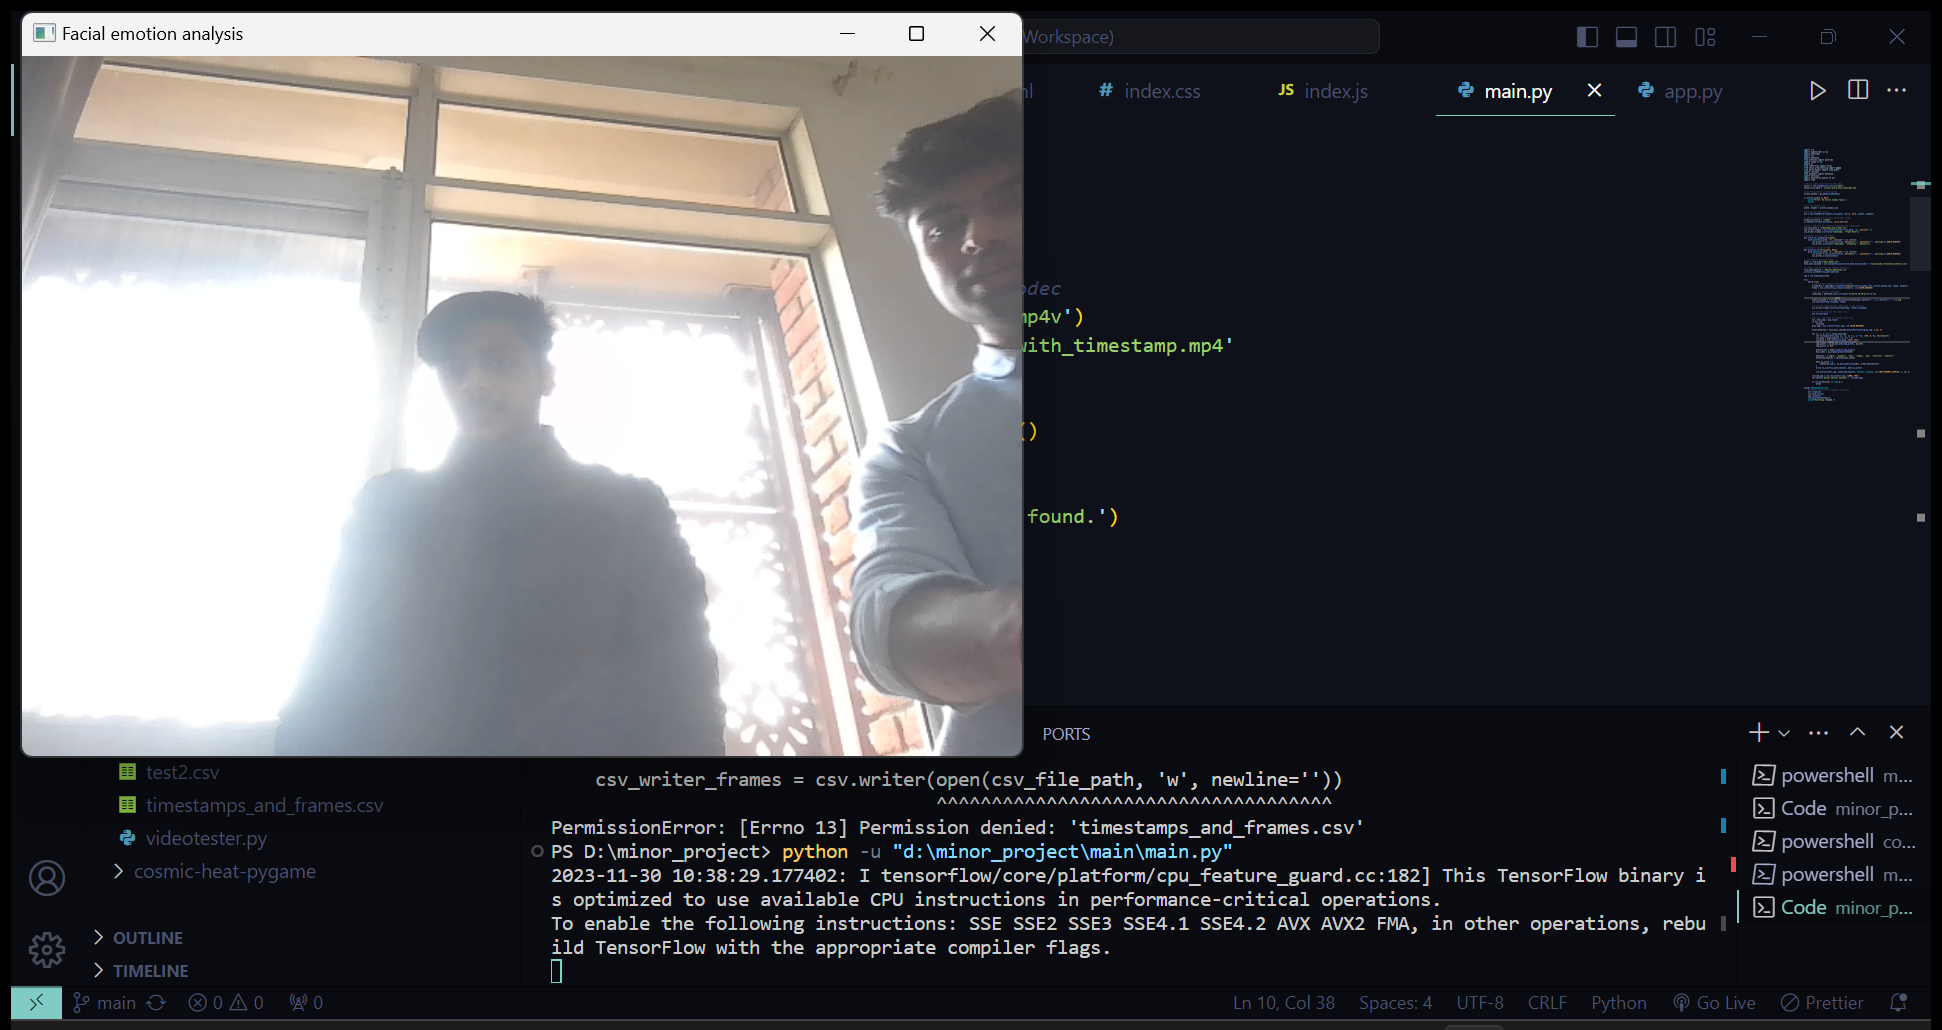 Facial emotion analysis
Workspace)
index.css
JS index.js
main.py
app.py
odec
mp4v')
with_timestamp.mp4'
()
found.')
PORTS
test2.csv
timestamps_and_frames.csv
videotester.py
cosmic-heat-pygame
OUTLINE
TIMELINE
csv_writer_frames = csv.writer(open(csv_file_path, 'w', newline=''))
^^^^^^^^^^^^^^^^^^^^^^^^^^^^^^^^^^^^
PermissionError: [Errno 13] Permission denied: 'timestamps_and_frames.csv'
PS D:\minor_project> python -u "d:\minor_project\main\main.py"
2023-11-30 10:38:29.177402: I tensorflow/core/platform/cpu_feature_guard.cc:182] This TensorFlow binary i
s optimized to use available CPU instructions in performance-critical operations.
To enable the following instructions: SSE SSE2 SSE3 SSE4.1 SSE4.2 AVX AVX2 FMA, in other operations, rebu
ild TensorFlow with the appropriate compiler flags.
powershell m...
Code minor_p...
powershell co...
powershell m...
Code minor_p...
main
0 0
0
Ln 10, Col 38
Spaces: 4
UTF-8
CRLF
Python
Go Live
Prettier